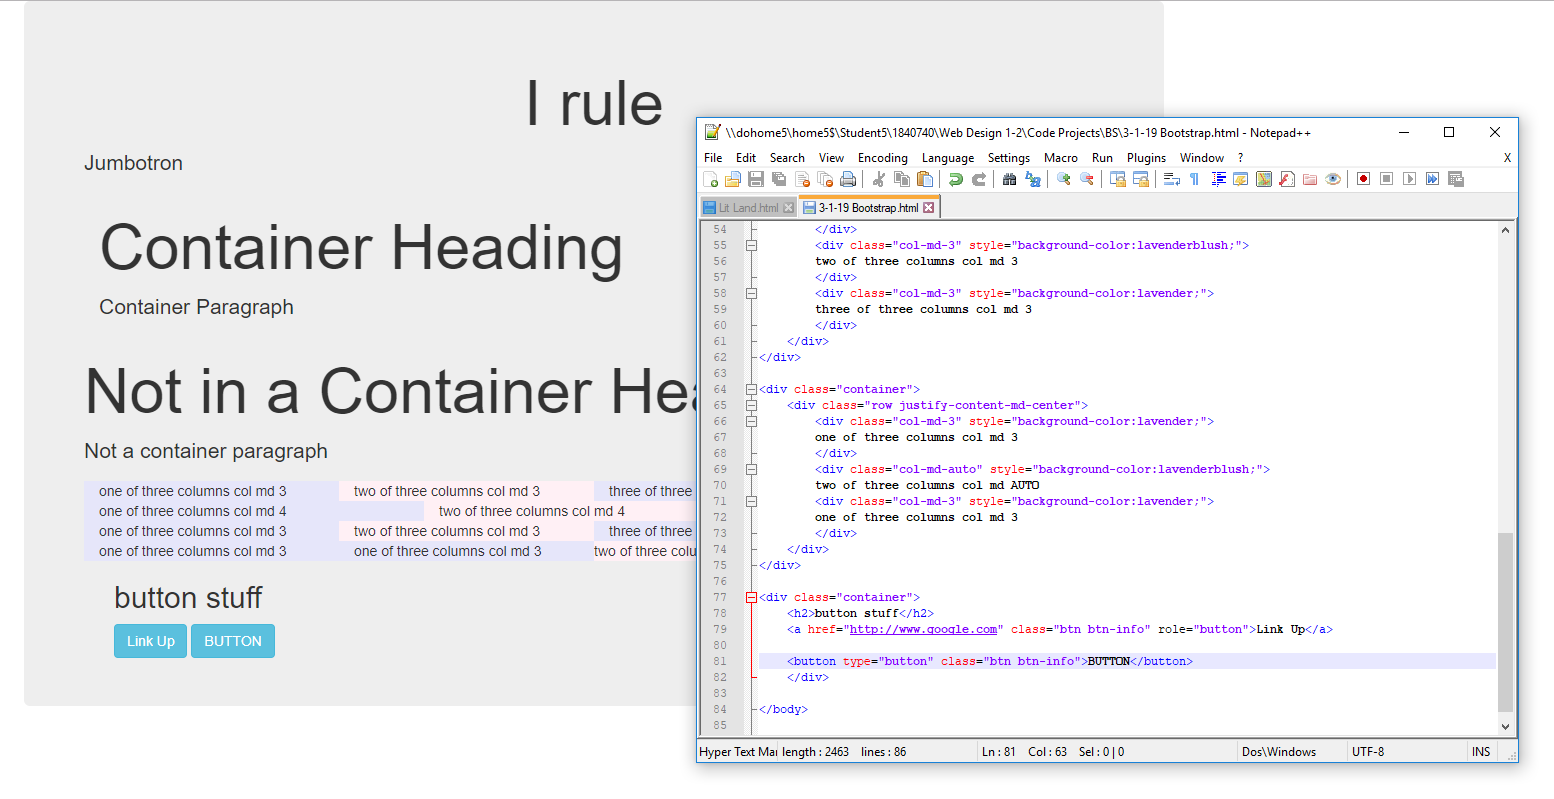 I rule
Jumbotron
Container Heading
Container Paragraph
Not in a Container Hea
Not a container paragraph
one of three columns col md 3 two of three columns col md 3 three of three
one of three columns col md 4 two of three columns col md 4
one of three columns col md 3 two of three columns col md 3 three of three
one of three columns col md 3 one of three columns col md 3 two of three colu
button stuff
Link Up BUTTON
\\dohome5\home5$\Student5\1840740\Web Design 1-2\Code Projects\BS\3-1-19 Bootstrap.html - Notepad++
File Edit Search View Encoding Language Settings Macro Run Plugins Window ? X
Lit Land.html 3-1-19 Bootstrap.html
54 </div>
55 <div class="col-md-3" style="background-color:lavenderblush;">
56 two of three columns col md 3
57 </div>
58 <div class="col-md-3" style="background-color:lavender;">
59 three of three columns col md 3
60 </div>
61 </div>
62 </div>
63
64 <div class="container">
65 <div class="row justify-content-md-center">
66 <div class="col-md-3" style="background-color:lavender;">
67 one of three columns col md 3
68 </div>
69 <div class="col-md-auto" style="background-color:lavenderblush;">
70 two of three columns col md AUTO
71 <div class="col-md-3" style="background-color:lavender;">
72 one of three columns col md 3
73 </div>
74 </div>
75 </div>
76
77 <div class="container">
78 <h2>button stuff</h2>
79 <a href="http://www.google.com" class="btn btn-info" role="button">Link Up</a>
80
81 <button type="button" class="btn btn-info">BUTTON</button>
82 </div>
83
84 </body>
85
Hyper Text Mar length : 2463 lines : 86 Ln : 81 Col : 63 Sel : 0 | 0 Dos\Windows UTF-8 INS